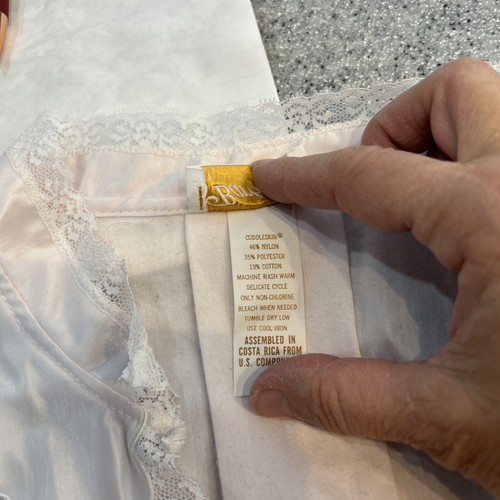 CUDDLESKIN®
46% NYLON
35% POLYESTER
19% COTTON
MACHINE WASH WARM
DELICATE CYCLE
ONLY NON-CHLORINE
BLEACH WHEN NEEDED
TUMBLE DRY LOW
USE COOL IRON
ASSEMBLED IN
COSTA RICA FROM
U.S.